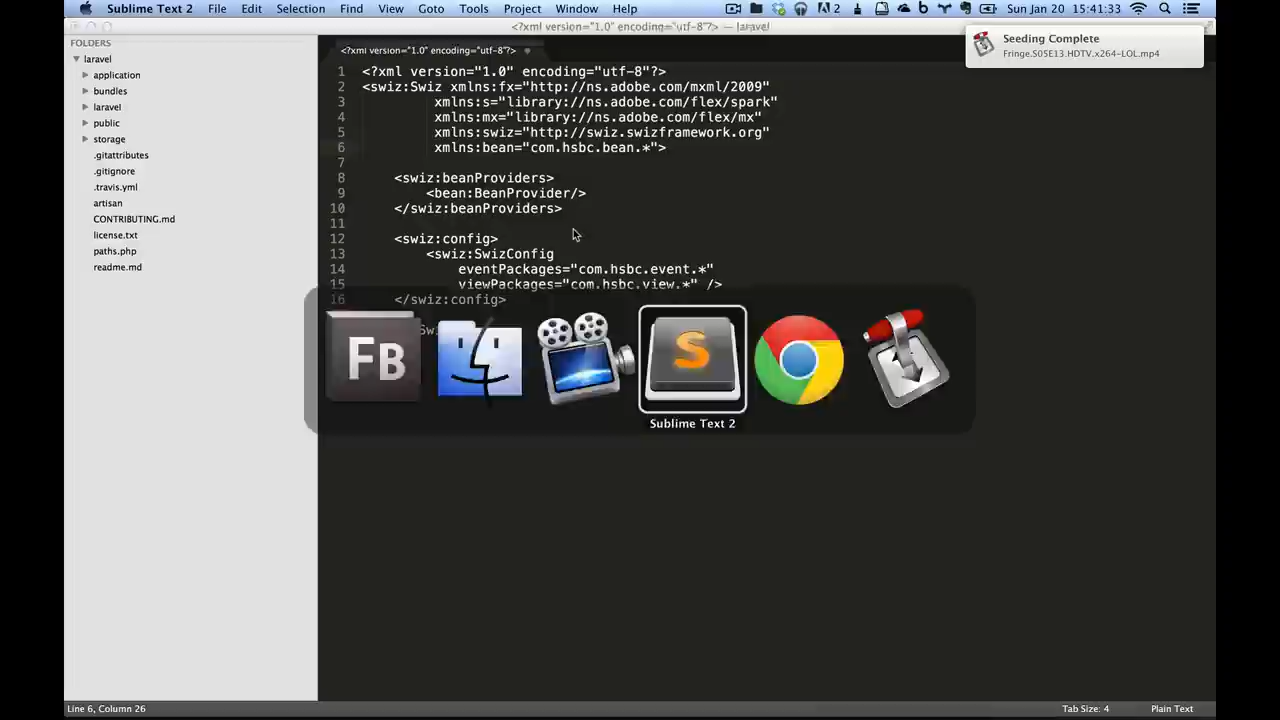 Sublime Text 2 File Edit Selection Find View Goto Tools Project Window Help 2 Sun Jan 20 15:41:33
<?xml version="1.0" encoding="utf-8"?> — laravel
Seeding Complete
Fringe.S05E13.HDTV.x264-LOL.mp4
FOLDERS
laravel
application
bundles
laravel
public
storage
.gitattributes
.gitignore
.travis.yml
artisan
CONTRIBUTING.md
license.txt
paths.php
readme.md
<?xml version="1.0" encoding="utf-8"?>
1 <?xml version="1.0" encoding="utf-8"?>
2 <swiz:Swiz xmlns:fx="http://ns.adobe.com/mxml/2009"
3 xmlns:s="library://ns.adobe.com/flex/spark"
4 xmlns:mx="library://ns.adobe.com/flex/mx"
5 xmlns:swiz="http://swiz.swizframework.org"
6 xmlns:bean="com.hsbc.bean.*">
7
8 <swiz:beanProviders>
9 <bean:BeanProvider/>
10 </swiz:beanProviders>
11
12 <swiz:config>
13 <swiz:SwizConfig
14 eventPackages="com.hsbc.event.*"
15 viewPackages="com.hsbc.view.*" />
16 </swiz:config>
FB
S
Sublime Text 2
Line 6, Column 26
Tab Size: 4 Plain Text